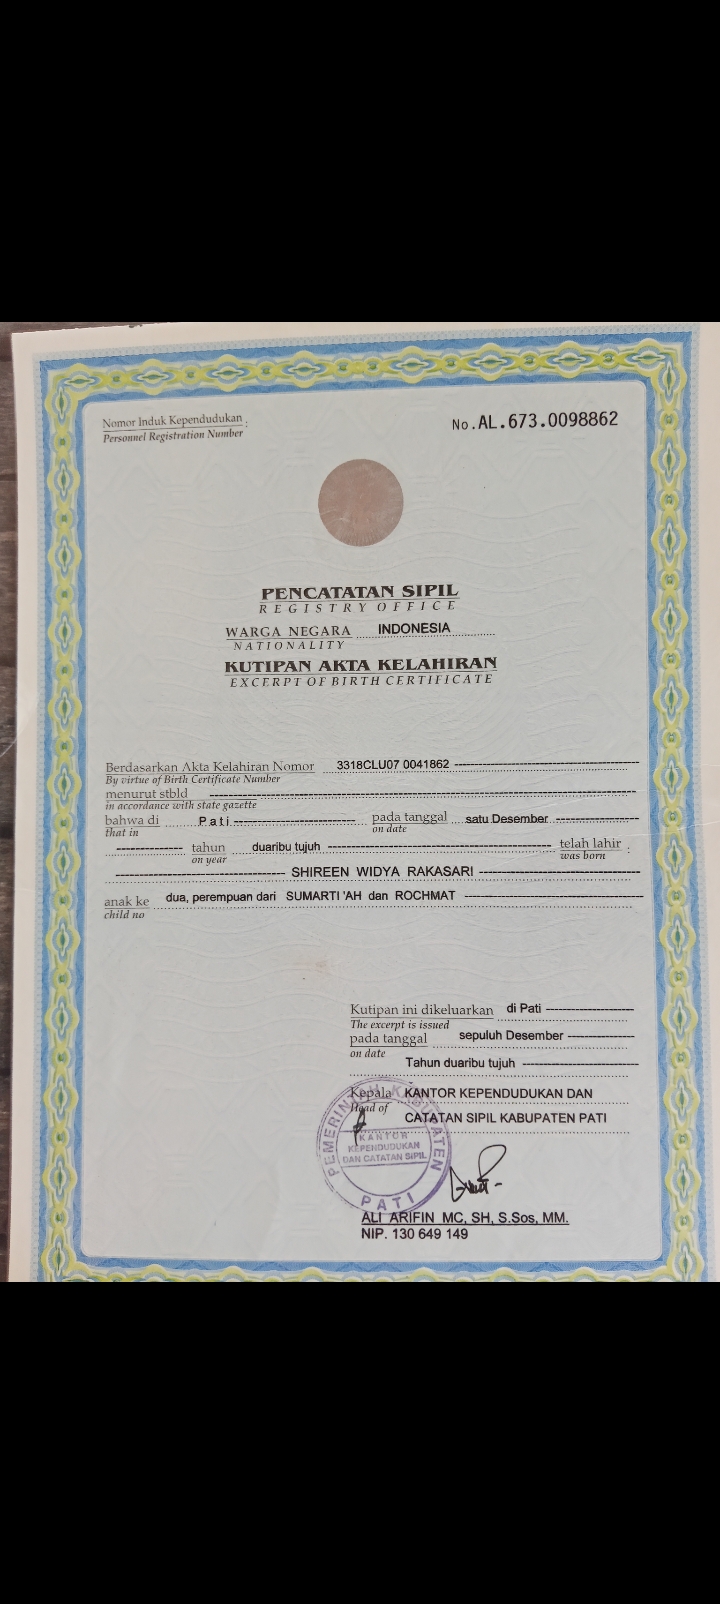 Nomor Induk Kependudukan :
Personnel Registration Number
No.AL.673.0098862
PENCATATAN SIPIL
REGISTRY OFFICE
WARGA NEGARA INDONESIA
NATIONALITY
KUTIPAN AKTA KELAHIRAN
EXCERPT OF BIRTH CERTIFICATE
Berdasarkan Akta Kelahiran Nomor 3318CLU07 0041862
By virtue of Birth Certificate Number
menurut stbld
in accordance with state gazette
bahwa di Pati pada tanggal satu Desember
that in on date
tahun duaribu tujuh telah lahir :
on year was born
SHIREEN WIDYA RAKASARI
anak ke dua, perempuan dari SUMARTI 'AH dan ROCHMAT
child no
Kutipan ini dikeluarkan di Pati
The excerpt is issued
pada tanggal sepuluh Desember
on date
Tahun duaribu tujuh
Kepala KANTOR KEPENDUDUKAN DAN
Head of
CATATAN SIPIL KABUPATEN PATI
PEMERINTAH KABUPATEN
KANTOR
KEPENDUDUKAN
DAN CATATAN SIPIL
PATI
ALI ARIFIN MC, SH, S.Sos, MM.
NIP. 130 649 149